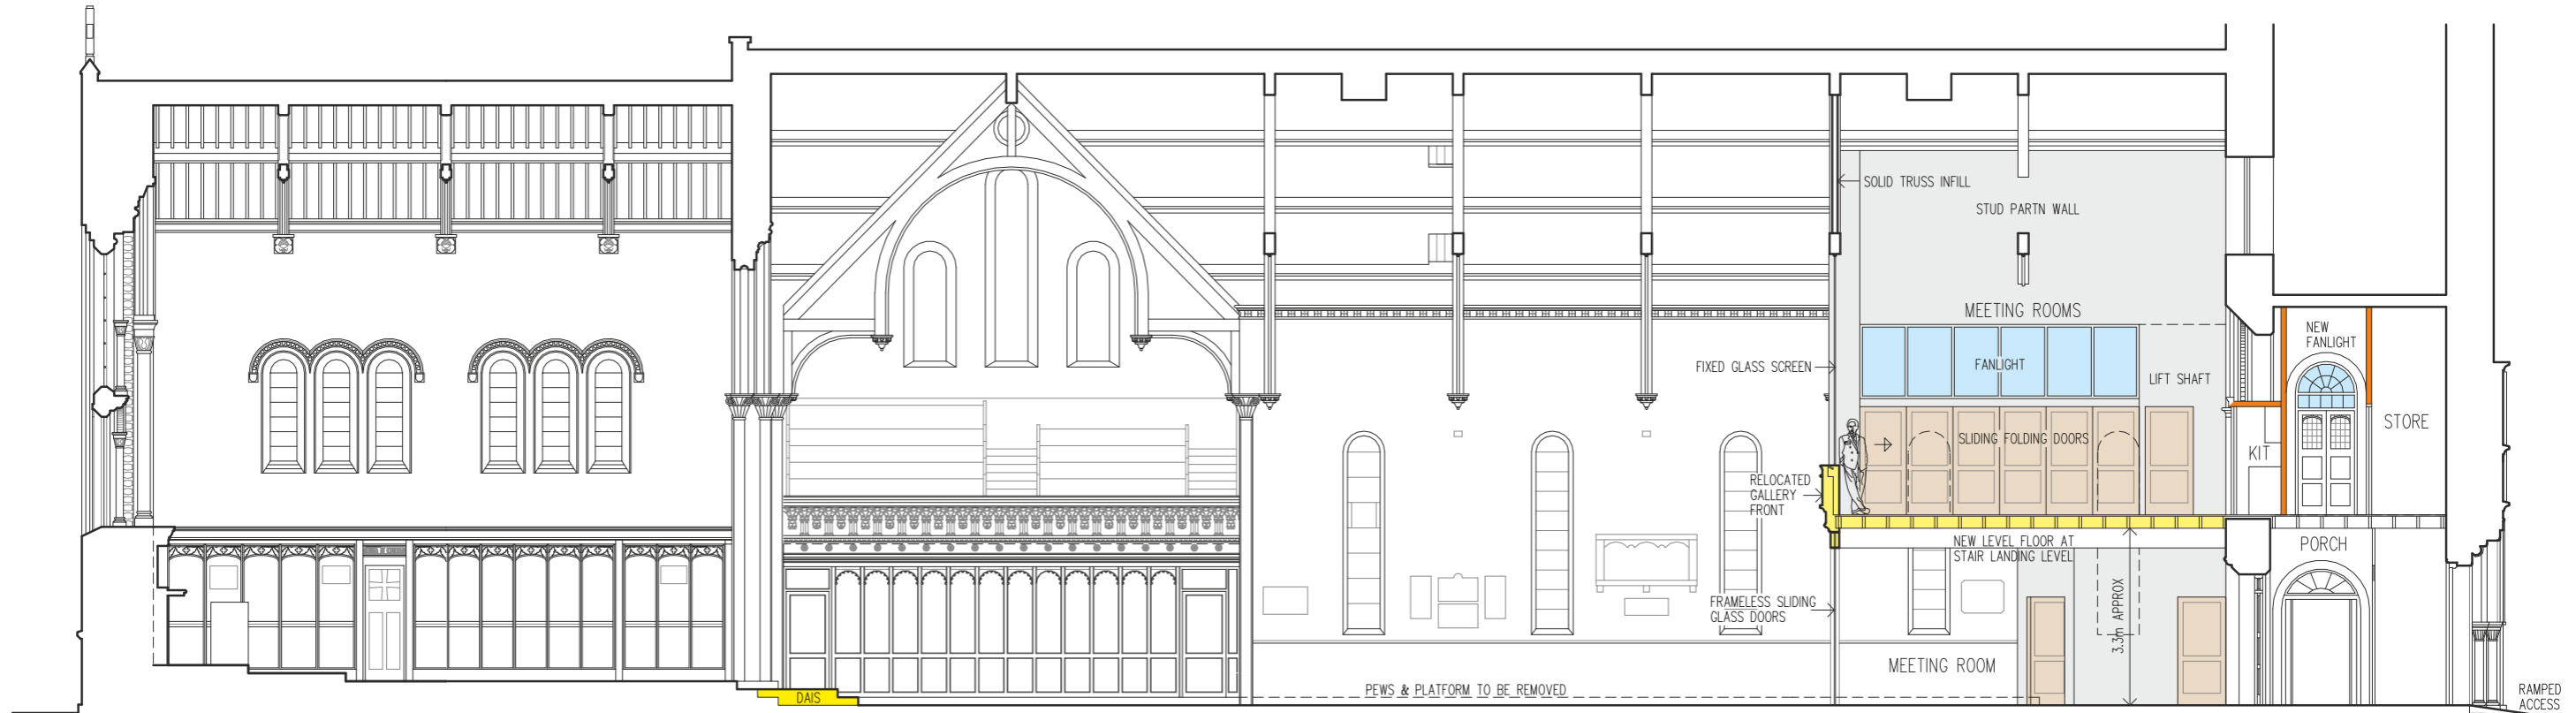 SOLID TRUSS INFILL
STUD PARTN WALL
MEETING ROOMS
NEW
FANLIGHT
FIXED GLASS SCREEN
FANLIGHT
LIFT SHAFT
SLIDING FOLDING DOORS
KIT
STORE
RELOCATED
GALLERY
FRONT
NEW LEVEL FLOOR AT
STAIR LANDING LEVEL
PORCH
FRAMELESS SLIDING
GLASS DOORS
3.3m APPROX
MEETING ROOM
PEWS & PLATFORM TO BE REMOVED
DAIS
RAMPED
ACCESS